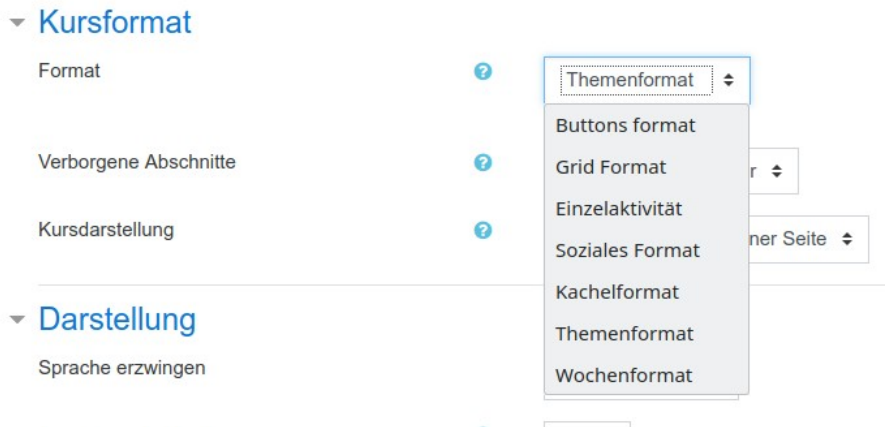 Kursformat
Format
Themenformat
Buttons format
Grid Format
Verborgene Abschnitte
r
Einzelaktivität
Kursdarstellung
ner Seite
Soziales Format
Kachelformat
Darstellung
Themenformat
Sprache erzwingen
Wochenformat